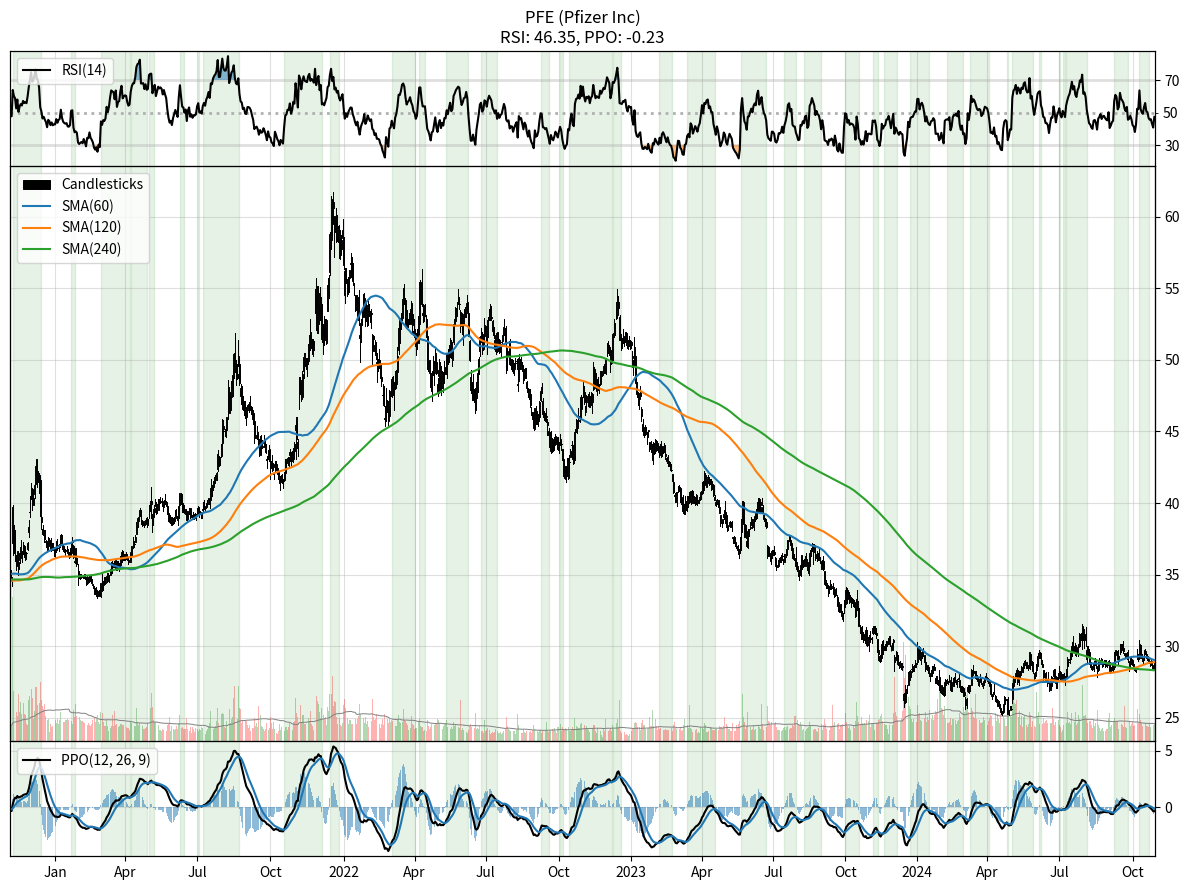 PFE (Pfizer Inc)
RSI: 46.35, PPO: -0.23
RSI(14)
70
50
30
Candlesticks
SMA(60)
SMA(120)
SMA(240)
60
55
50
45
40
35
30
25
PPO(12, 26, 9)
5
0
Jan Apr Jul Oct 2022 Apr Jul Oct 2023 Apr Jul Oct 2024 Apr Jul Oct